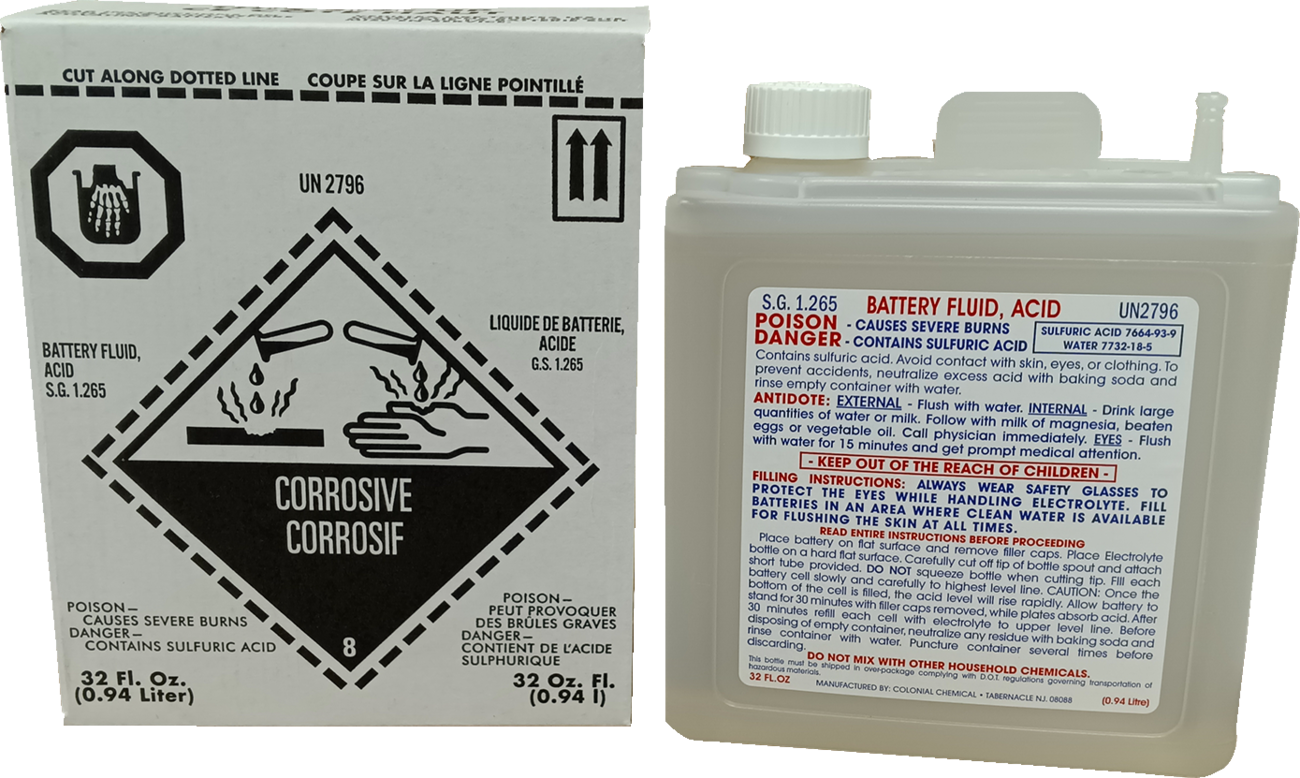 CUT ALONG DOTTED LINE COUPE SUR LA LIGNE POINTILLÉ
UN 2796
BATTERY FLUID,
ACID
S.G. 1.265
LIQUIDE DE BATTERIE,
ACIDE
G.S. 1.265
CORROSIVE
CORROSIF
8
POISON–
CAUSES SEVERE BURNS
DANGER–
CONTAINS SULFURIC ACID
32 Fl. Oz.
(0.94 Liter)
POISON–
PEUT PROVOQUER
DES BRÛLES GRAVES
DANGER–
CONTIENT DE L'ACIDE
SULPHURIQUE
32 Oz. Fl.
(0.94 l)
S.G. 1.265 BATTERY FLUID, ACID UN2796
POISON - CAUSES SEVERE BURNS
DANGER - CONTAINS SULFURIC ACID
SULFURIC ACID 7664-93-9
WATER 7732-18-5
Contains sulfuric acid. Avoid contact with skin, eyes, or clothing. To
prevent accidents, neutralize excess acid with baking soda and
rinse empty container with water.
ANTIDOTE: EXTERNAL - Flush with water. INTERNAL - Drink large
quantities of water or milk. Follow with milk of magnesia, beaten
eggs or vegetable oil. Call physician immediately. EYES - Flush
with water for 15 minutes and get prompt medical attention.
- KEEP OUT OF THE REACH OF CHILDREN -
FILLING INSTRUCTIONS: ALWAYS WEAR SAFETY GLASSES TO
PROTECT THE EYES WHILE HANDLING ELECTROLYTE. FILL
BATTERIES IN AN AREA WHERE CLEAN WATER IS AVAILABLE
FOR FLUSHING THE SKIN AT ALL TIMES.
READ ENTIRE INSTRUCTIONS BEFORE PROCEEDING
Place battery on flat surface and remove filler caps. Place Electrolyte
bottle on a hard flat surface. Carefully cut off tip of bottle spout and attach
short tube provided. DO NOT squeeze bottle when cutting tip. Fill each
battery cell slowly and carefully to highest level line. CAUTION: Once the
bottom of the cell is filled, the acid level will rise rapidly. Allow battery to
stand for 30 minutes with filler caps removed, while plates absorb acid. After
30 minutes refill each cell with electrolyte to upper level line. Before
disposing of empty container, neutralize any residue with baking soda and
rinse container with water. Puncture container several times before
discarding.
DO NOT MIX WITH OTHER HOUSEHOLD CHEMICALS.
This bottle must be shipped in over-package complying with D.O.T. regulations governing transportation of
hazardous materials.
32 FL.OZ MANUFACTURED BY: COLONIAL CHEMICAL • TABERNACLE NJ. 08088 (0.94 Litre)